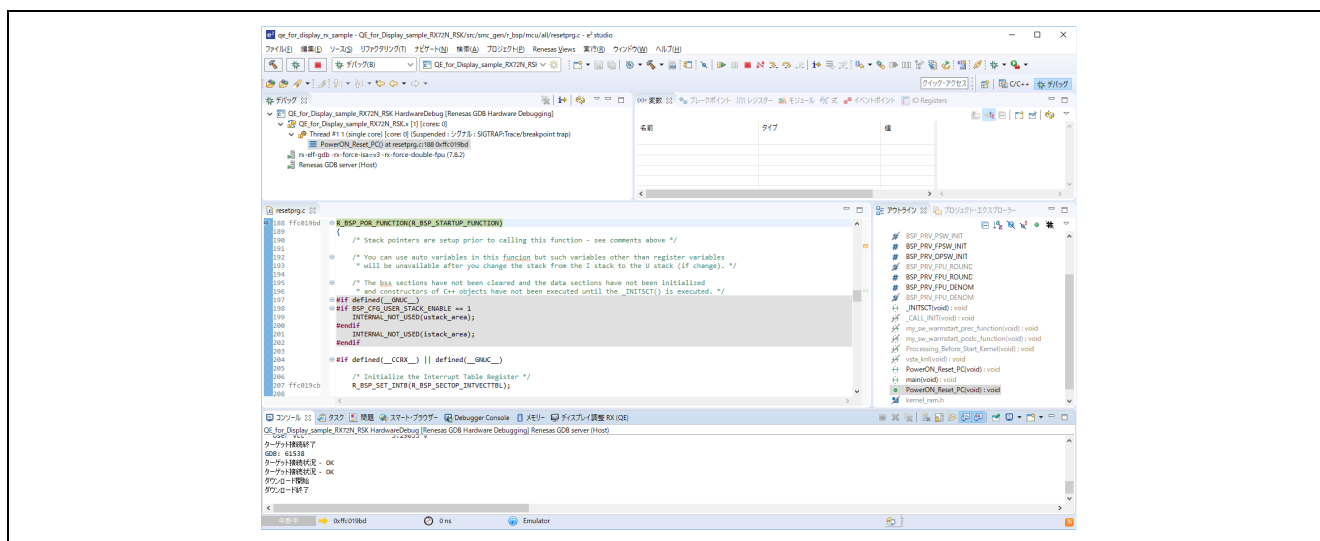 qe_for_display_rx_sample - QE_for_Display_sample_RX72N_RSK/src/smc_gen/r_bsp/mcu/all/resetprg.c - e² studio
ファイル(F) 編集(E) ソース(S) リファクタリング(T) ナビゲート(N) 検索(A) プロジェクト(P) Renesas Views 実行(R) ウィンドウ(W) ヘルプ(H)
デバッグ(B) QE_for_Display_sample_RX72N_RSI
クイック・アクセス C/C++ デバッグ
デバッグ
QE_for_Display_sample_RX72N_RSK HardwareDebug [Renesas GDB Hardware Debugging]
QE_for_Display_sample_RX72N_RSK.x [1] [cores: 0]
Thread #1 1 (single core) [core: 0] (Suspended : シグナル : SIGTRAP:Trace/breakpoint trap)
PowerON_Reset_PC() at resetprg.c:188 0xffc019bd
rx-elf-gdb -rx-force-isa=v3 -rx-force-double-fpu (7.8.2)
Renesas GDB server (Host)
(x)= 変数 ブレークポイント レジスター モジュール 式 イベントポイント IO Registers
名前 タイプ 値
resetprg.c
188 ffc019bd R_BSP_POR_FUNCTION(R_BSP_STARTUP_FUNCTION)
189 {
190 /* Stack pointers are setup prior to calling this function - see comments above */
191
192 /* You can use auto variables in this funcion but such variables other than register variables
193 * will be unavailable after you change the stack from the I stack to the U stack (if change). */
194
195 /* The bss sections have not been cleared and the data sections have not been initialized
196 * and constructors of C++ objects have not been executed until the _INITSCT() is executed. */
197 #if defined(__GNUC__)
198 #if BSP_CFG_USER_STACK_ENABLE == 1
199 INTERNAL_NOT_USED(ustack_area);
200 #endif
201 INTERNAL_NOT_USED(istack_area);
202 #endif
203
204 #if defined(__CCRX__) || defined(__GNUC__)
205
206 /* Initialize the Interrupt Table Register */
207 ffc019cb R_BSP_SET_INTB(R_BSP_SECTOP_INTVECTTBL);
208
アウトライン プロジェクト・エクスプローラー
BSP_PRV_PSW_INIT
BSP_PRV_FPSW_INIT
BSP_PRV_DPSW_INIT
BSP_PRV_FPU_ROUND
BSP_PRV_FPU_ROUND
BSP_PRV_FPU_DENOM
BSP_PRV_FPU_DENOM
_INITSCT(void) : void
_CALL_INIT(void) : void
my_sw_warmstart_prec_function(void) : void
my_sw_warmstart_postc_function(void) : void
Processing_Before_Start_Kernel(void) : void
vsta_knl(void) : void
PowerON_Reset_PC(void) : void
main(void) : void
PowerON_Reset_PC(void) : void
kernel_ram.h
コンソール タスク 問題 スマート・ブラウザー Debugger Console メモリー ディスプレイ調整 RX (QE)
QE_for_Display_sample_RX72N_RSK HardwareDebug [Renesas GDB Hardware Debugging] Renesas GDB server (Host)
ターゲット接続終了
GDB: 61538
ターゲット接続状況 - OK
ターゲット接続状況 - OK
ダウンロード開始
ダウンロード終了
0xffc019bd 0 ns Emulator